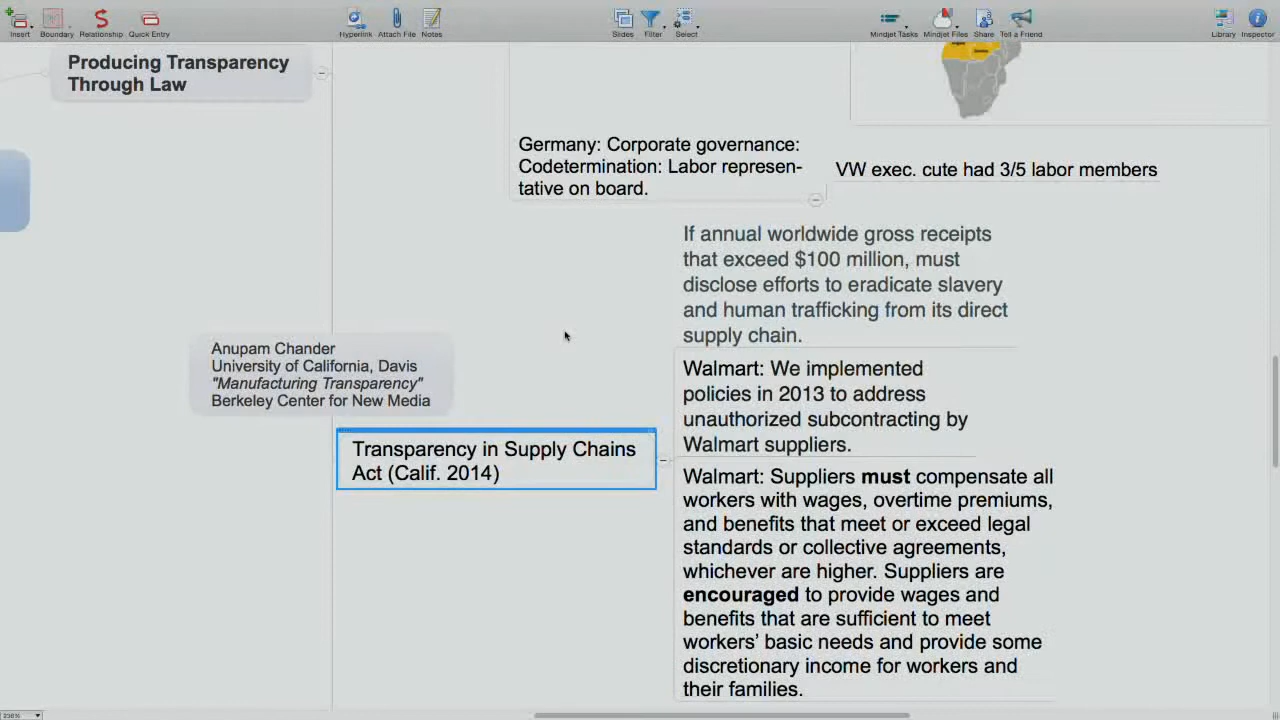 Insert
Boundary
Relationship
Quick Entry
Hyperlink
Attach File
Notes
Slides
Filter
Select
Mindjet Tasks
Mindjet Files
Share
Tell a Friend
Library
Inspector
Producing Transparency
Through Law
Germany: Corporate governance:
Codetermination: Labor represen-
tative on board.
VW exec. cute had 3/5 labor members
If annual worldwide gross receipts
that exceed $100 million, must
disclose efforts to eradicate slavery
and human trafficking from its direct
supply chain.
Anupam Chander
University of California, Davis
"Manufacturing Transparency"
Berkeley Center for New Media
Walmart: We implemented
policies in 2013 to address
unauthorized subcontracting by
Walmart suppliers.
Transparency in Supply Chains
Act (Calif. 2014)
Walmart: Suppliers must compensate all
workers with wages, overtime premiums,
and benefits that meet or exceed legal
standards or collective agreements,
whichever are higher. Suppliers are
encouraged to provide wages and
benefits that are sufficient to meet
workers’ basic needs and provide some
discretionary income for workers and
their families.